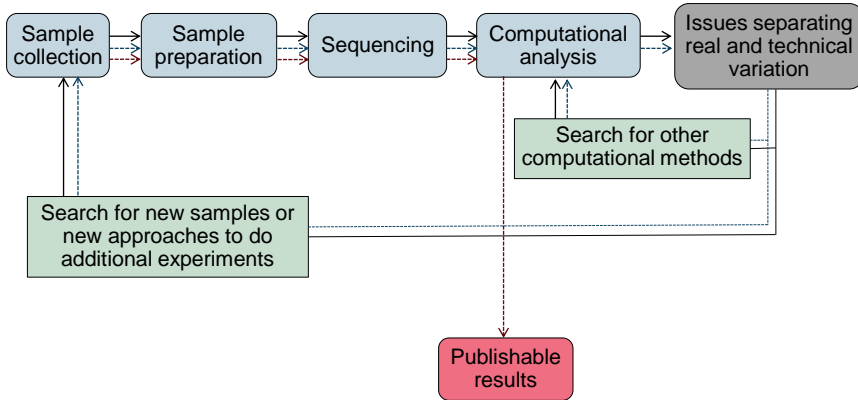 Sample
collection
Sample
preparation
Sequencing
Computational
analysis
Issues separating
real and technical
variation
Search for other
computational methods
Search for new samples or
new approaches to do
additional experiments
Publishable
results